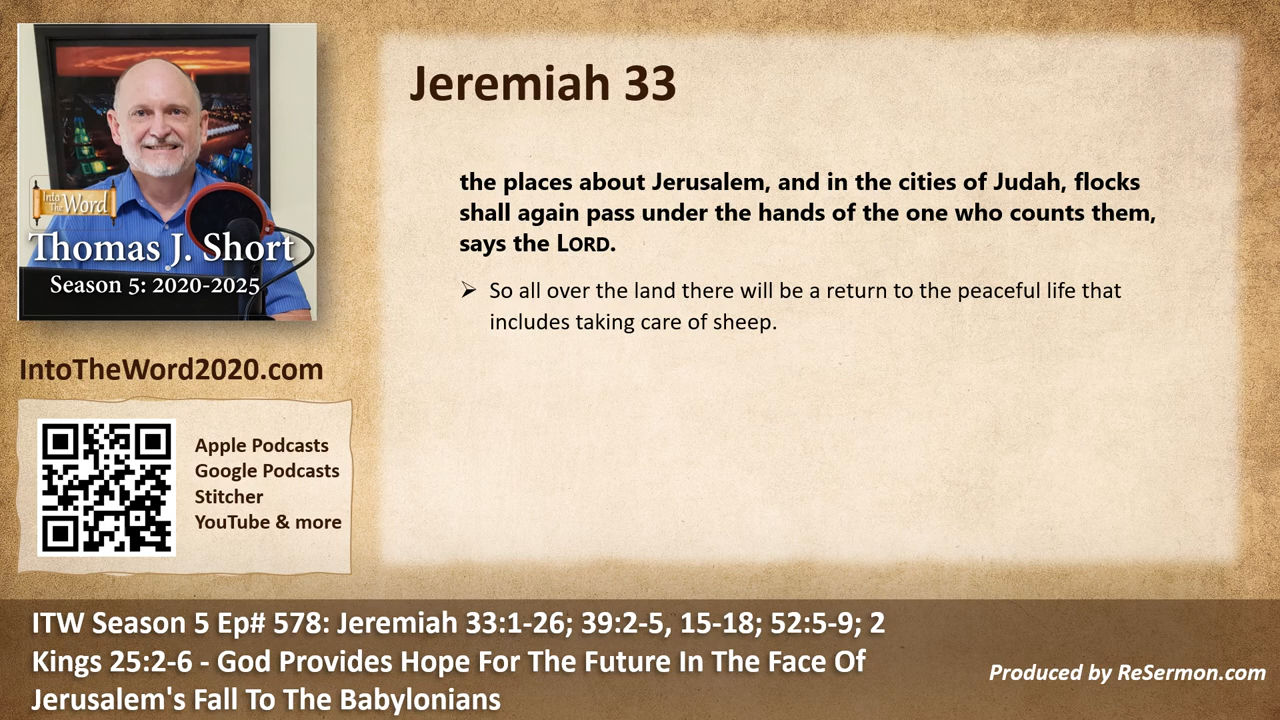 Into
The Word
Thomas J. Short
Season 5: 2020-2025
IntoTheWord2020.com
Apple Podcasts
Google Podcasts
Stitcher
YouTube & more
Jeremiah 33
the places about Jerusalem, and in the cities of Judah, flocks
shall again pass under the hands of the one who counts them,
says the LORD.
➢ So all over the land there will be a return to the peaceful life that
includes taking care of sheep.
ITW Season 5 Ep# 578: Jeremiah 33:1-26; 39:2-5, 15-18; 52:5-9; 2
Kings 25:2-6 - God Provides Hope For The Future In The Face Of
Jerusalem's Fall To The Babylonians
Produced by ReSermon.com